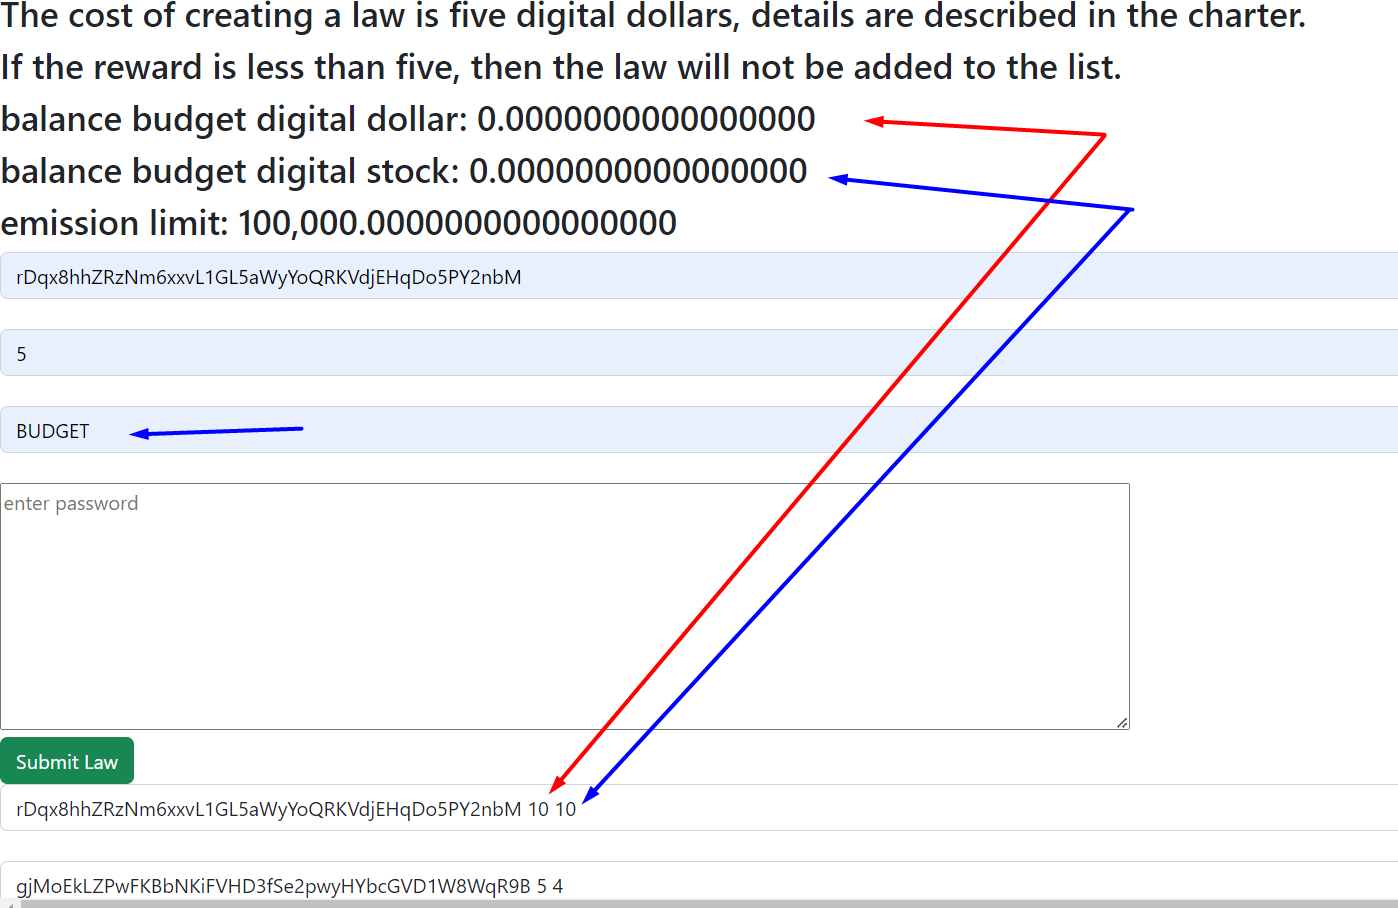 The cost of creating a law is five digital dollars, details are described in the charter.
If the reward is less than five, then the law will not be added to the list.
balance budget digital dollar: 0.0000000000000000
balance budget digital stock: 0.0000000000000000
emission limit: 100,000.0000000000000000
rDqx8hhZRzNm6xxvL1GL5aWyYoQRKVdjEHqDo5PY2nbM
5
BUDGET
enter password
Submit Law
rDqx8hhZRzNm6xxvL1GL5aWyYoQRKVdjEHqDo5PY2nbM 10 10
gjMoEkLZPwFKBbNKiFVHD3fSe2pwyHYbcGVD1W8WqR9B 5 4